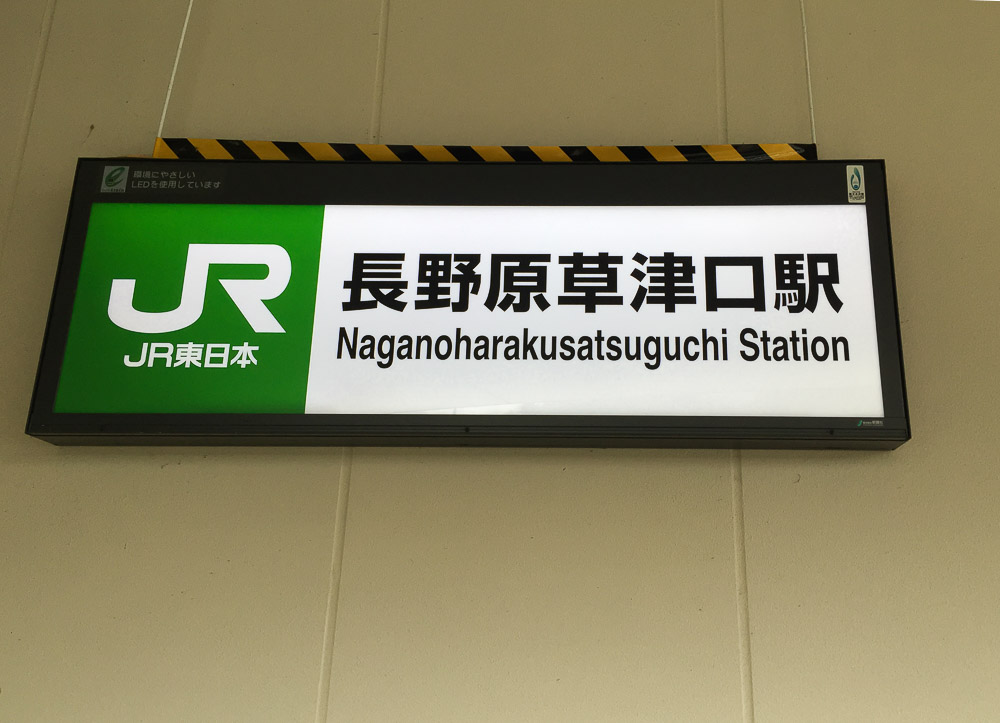 環境にやさしい
LEDを使用しています
JR
JR東日本
長野原草津口駅
Naganoharakusatsuguchi Station